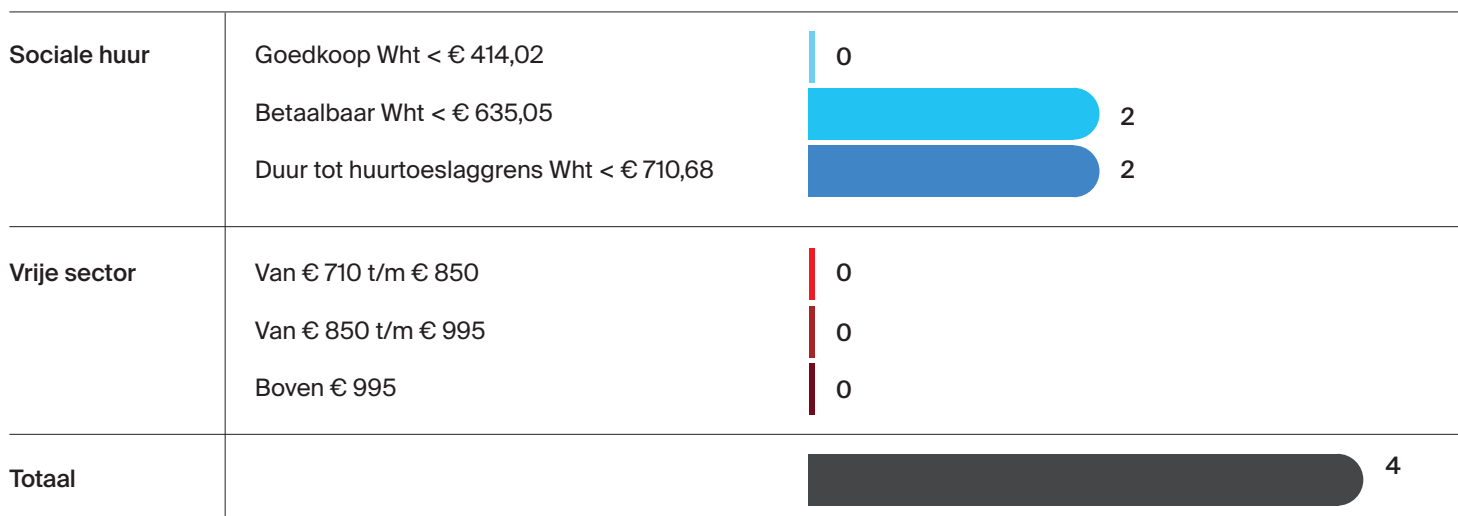 Sociale huur Goedkoop Wht < € 414,02 0
Betaalbaar Wht < € 635,05 2
Duur tot huurtoeslaggrens Wht < € 710,68 2
Vrije sector Van € 710 t/m € 850 0
Van € 850 t/m € 995 0
Boven € 995 0
Totaal 4